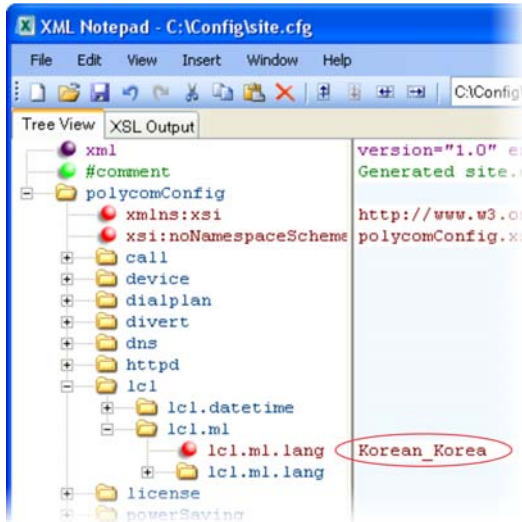 XML Notepad - C:\Config\site.cfg
File Edit View Insert Window Help
C:\Config\
Tree View XSL Output
xml version="1.0" e
#comment Generated site.
polycomConfig
xmlns:xsi http://www.w3.o
xsi:noNamespaceScheme polycomConfig.x
call
device
dialplan
divert
dns
httpd
lcl
lcl.datetime
lcl.ml
lcl.ml.lang Korean_Korea
lcl.ml.lang
license
powerSaving